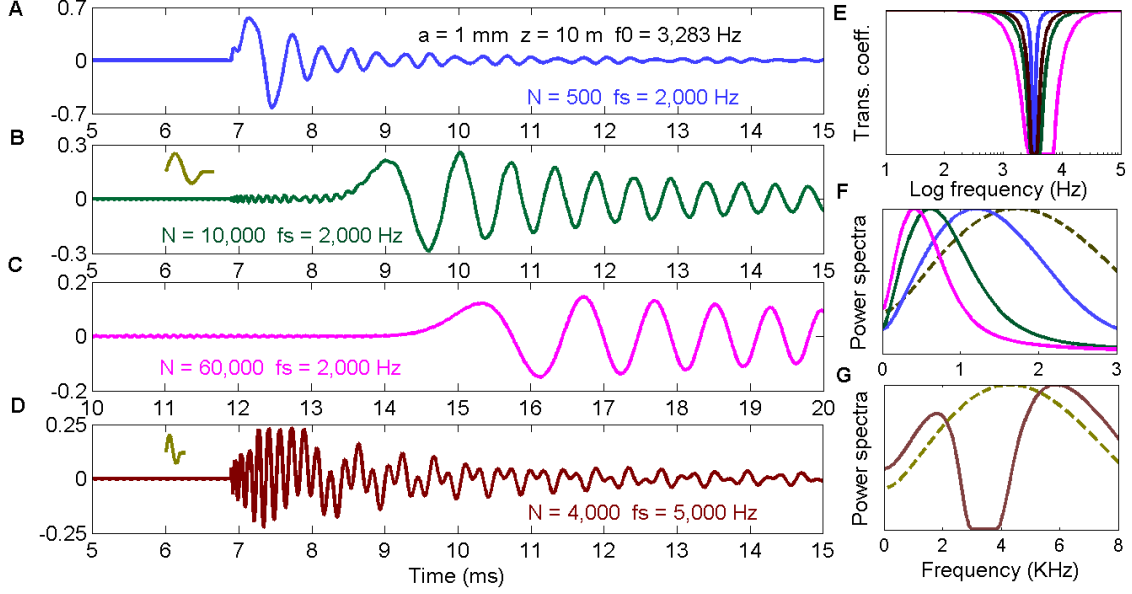 A
0.7
0
-0.7
a = 1 mm z = 10 m f0 = 3,283 Hz
N = 500 fs = 2,000 Hz
5 6 7 8 9 10 11 12 13 14 15
B
0.3
0
-0.3
N = 10,000 fs = 2,000 Hz
5 6 7 8 9 10 11 12 13 14 15
C
0.2
0
-0.2
N = 60,000 fs = 2,000 Hz
10 11 12 13 14 15 16 17 18 19 20
D
0.25
0
-0.25
N = 4,000 fs = 5,000 Hz
5 6 7 8 9 10 11 12 13 14 15
Time (ms)
E
Trans. coeff.
1 2 3 4 5
Log frequency (Hz)
F
Power spectra
0 1 2 3
G
Power spectra
0 2 4 6 8
Frequency (KHz)